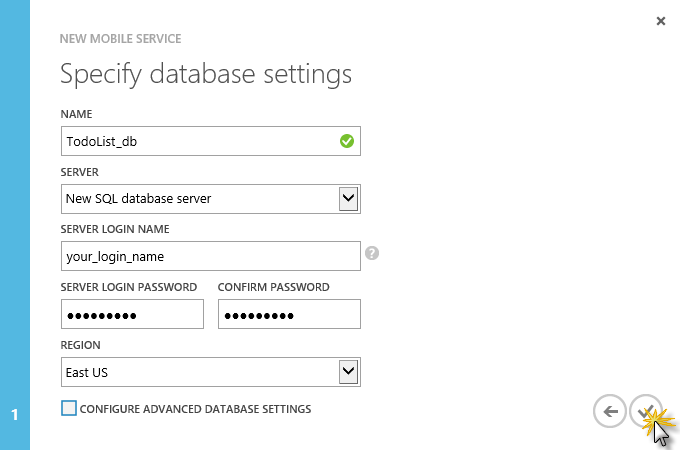 NEW MOBILE SERVICE
Specify database settings
NAME
TodoList_db
SERVER
New SQL database server
SERVER LOGIN NAME
your_login_name
?
SERVER LOGIN PASSWORD CONFIRM PASSWORD
●●●●●●●●● ●●●●●●●●●
REGION
East US
1
CONFIGURE ADVANCED DATABASE SETTINGS